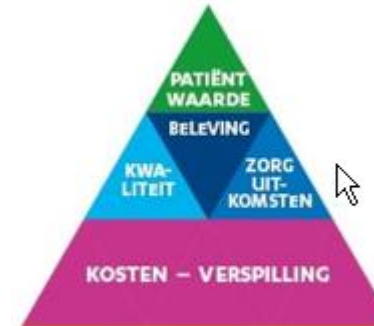 PATIËNT
WAARDE
BELEVING
KWA-
LITEIT
ZORG
UIT-
KOMSTEN
KOSTEN – VERSPILLING